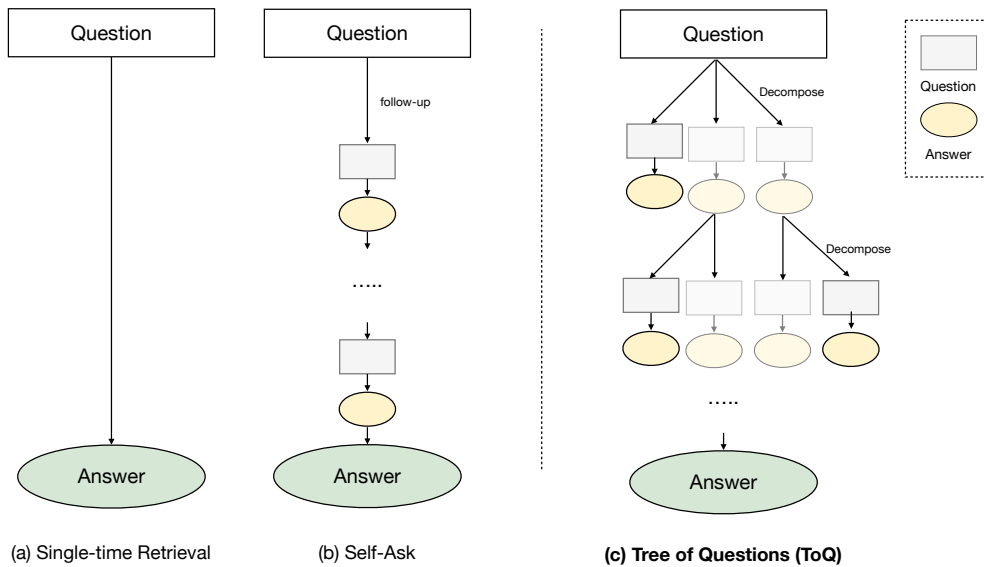 Question
Question
follow-up
.....
Answer
Answer
Question
Decompose
Decompose
.....
Answer
Question
Answer
(a) Single-time Retrieval
(b) Self-Ask
(c) Tree of Questions (ToQ)